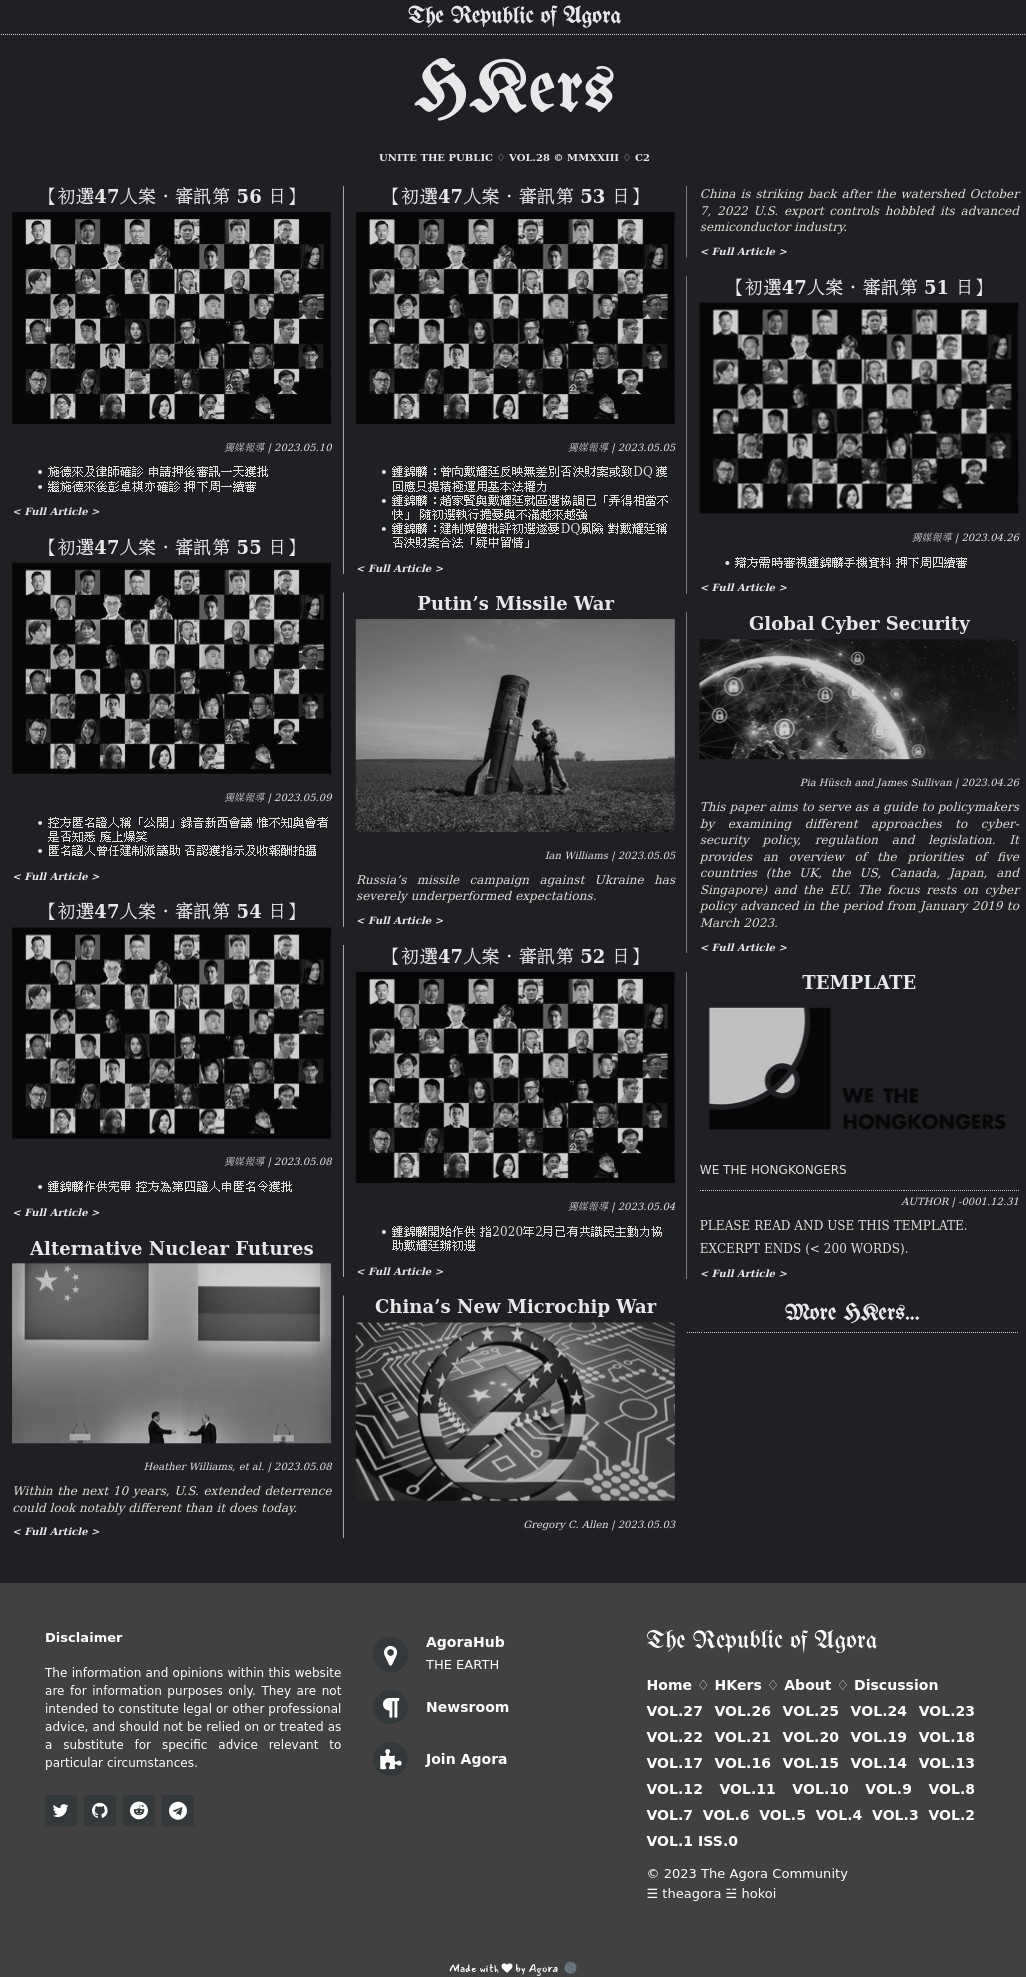 The Republic of Agora
HKers
UNITE THE PUBLIC ♢ VOL.28 © MMXXIII ♢ C2
【初選47人案・審訊第 56 日】
獨媒報導 | 2023.05.10
• 施德來及律師確診 申請押後審訊一天獲批
• 繼施德來後彭卓棋亦確診 押下周一續審
< Full Article >
【初選47人案・審訊第 55 日】
獨媒報導 | 2023.05.09
• 控方匿名證人稱「公開」錄音新西會議 惟不知與會者
是否知悉 庭上爆笑
• 匿名證人曾任建制派議助 否認獲指示及收報酬拍攝
< Full Article >
【初選47人案・審訊第 54 日】
獨媒報導 | 2023.05.08
• 鍾錦麟作供完畢 控方為第四證人申匿名令獲批
< Full Article >
Alternative Nuclear Futures
Heather Williams, et al. | 2023.05.08
Within the next 10 years, U.S. extended deterrence
could look notably different than it does today.
< Full Article >
【初選47人案・審訊第 53 日】
獨媒報導 | 2023.05.05
• 鍾錦麟：曾向戴耀廷反映無差別否決財案或致DQ 獲
回應只提積極運用基本法權力
• 鍾錦麟：趙家賢與戴耀廷就區選協調已「弄得相當不
快」 隨初選執行擔憂與不滿越來越強
• 鍾錦麟：建制媒體批評初選遂憂DQ風險 對戴耀廷稱
否決財案合法「疑中留情」
< Full Article >
Putin’s Missile War
Ian Williams | 2023.05.05
Russia’s missile campaign against Ukraine has
severely underperformed expectations.
< Full Article >
【初選47人案・審訊第 52 日】
獨媒報導 | 2023.05.04
• 鍾錦麟開始作供 指2020年2月已有共識民主動力協
助戴耀廷辦初選
< Full Article >
China’s New Microchip War
Gregory C. Allen | 2023.05.03
China is striking back after the watershed October
7, 2022 U.S. export controls hobbled its advanced
semiconductor industry.
< Full Article >
【初選47人案・審訊第 51 日】
獨媒報導 | 2023.04.26
• 辯方需時審視鍾錦麟手機資料 押下周四續審
< Full Article >
Global Cyber Security
Pia Hüsch and James Sullivan | 2023.04.26
This paper aims to serve as a guide to policymakers
by examining different approaches to cyber-
security policy, regulation and legislation. It
provides an overview of the priorities of five
countries (the UK, the US, Canada, Japan, and
Singapore) and the EU. The focus rests on cyber
policy advanced in the period from January 2019 to
March 2023.
< Full Article >
TEMPLATE
WE THE
HONGKONGERS
WE THE HONGKONGERS
AUTHOR | -0001.12.31
PLEASE READ AND USE THIS TEMPLATE.
EXCERPT ENDS (< 200 WORDS).
< Full Article >
More HKers...
Disclaimer
The information and opinions within this website
are for information purposes only. They are not
intended to constitute legal or other professional
advice, and should not be relied on or treated as
a substitute for specific advice relevant to
particular circumstances.
AgoraHub
THE EARTH
Newsroom
Join Agora
The Republic of Agora
Home ♢ HKers ♢ About ♢ Discussion
VOL.27 VOL.26 VOL.25 VOL.24 VOL.23
VOL.22 VOL.21 VOL.20 VOL.19 VOL.18
VOL.17 VOL.16 VOL.15 VOL.14 VOL.13
VOL.12 VOL.11 VOL.10 VOL.9 VOL.8
VOL.7 VOL.6 VOL.5 VOL.4 VOL.3 VOL.2
VOL.1 ISS.0
© 2023 The Agora Community
☰ theagora ☱ hokoi
Made with ♥ by Agora